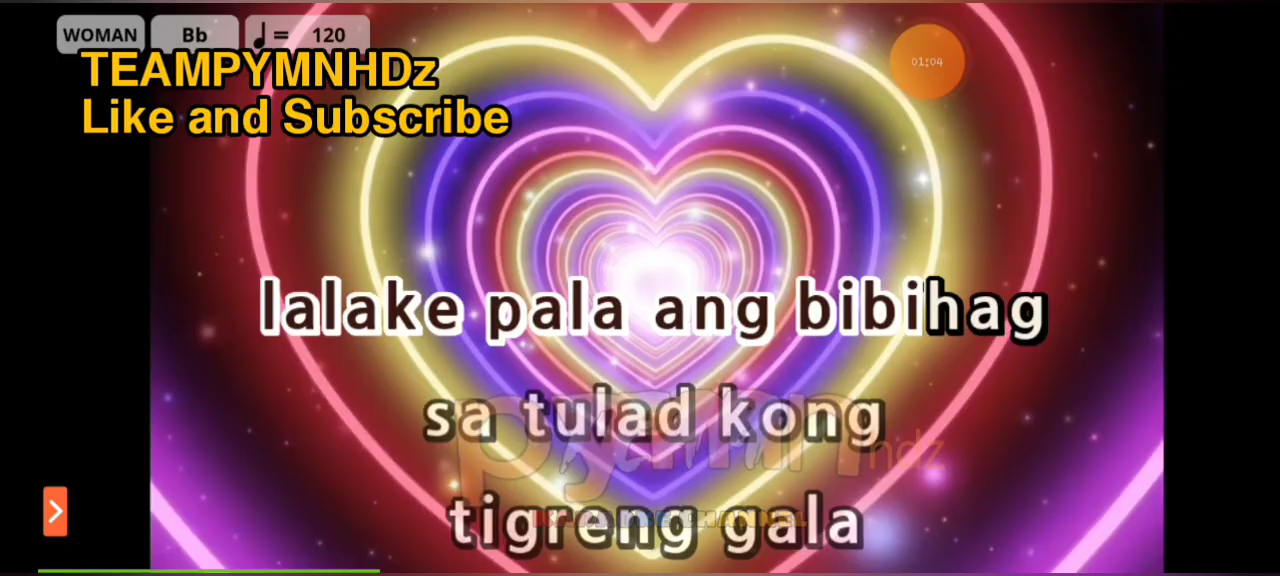 WOMAN Bb ♩= 120
TEAMPYMNHDz
Like and Subscribe
01:04
lalake pala ang bibihag
sa tulad kong
tigreng gala